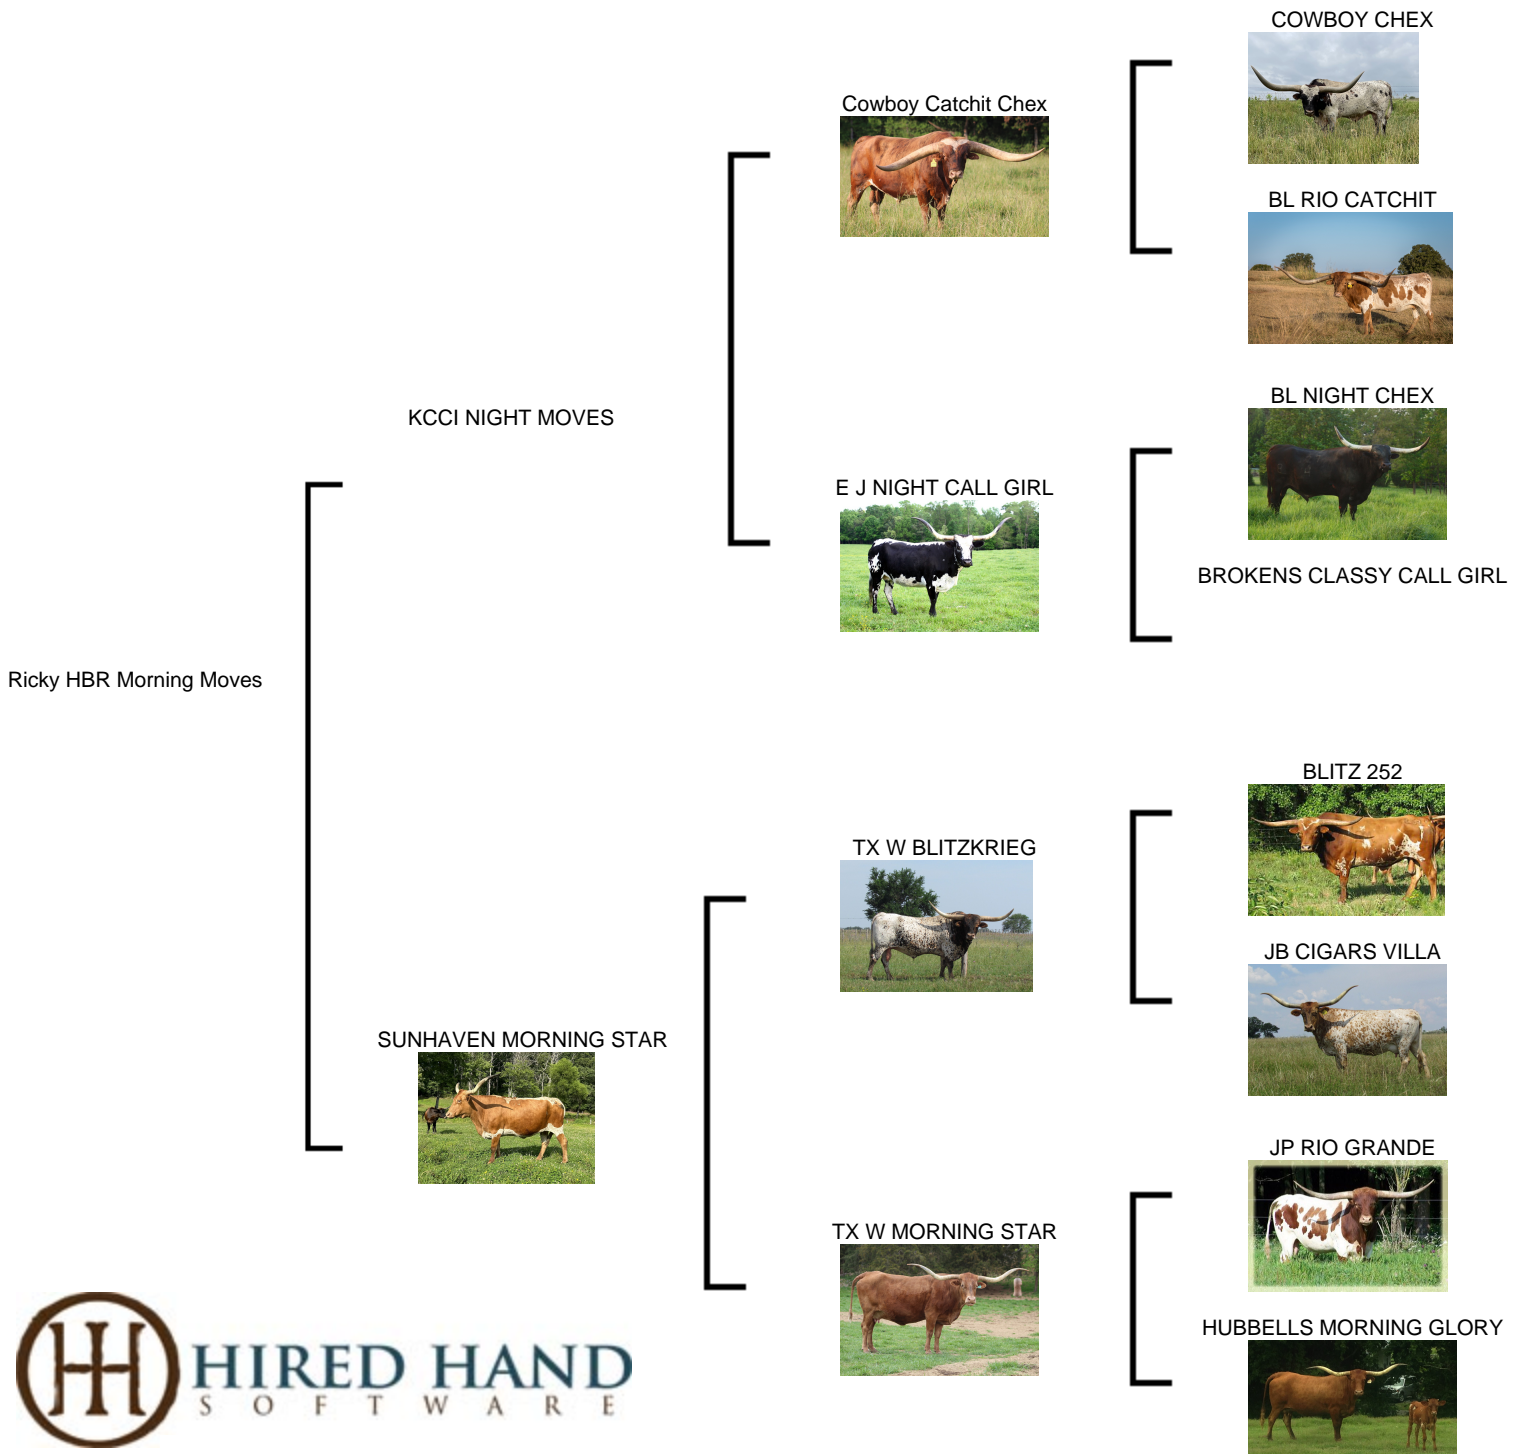 COWBOY CHEX
Cowboy Catchit Chex
BL RIO CATCHIT
KCCI NIGHT MOVES
BL NIGHT CHEX
E J NIGHT CALL GIRL
BROKENS CLASSY CALL GIRL
Ricky HBR Morning Moves
BLITZ 252
TX W BLITZKRIEG
JB CIGARS VILLA
SUNHAVEN MORNING STAR
JP RIO GRANDE
TX W MORNING STAR
HUBBELLS MORNING GLORY
HIRED HAND
SOFTWARE